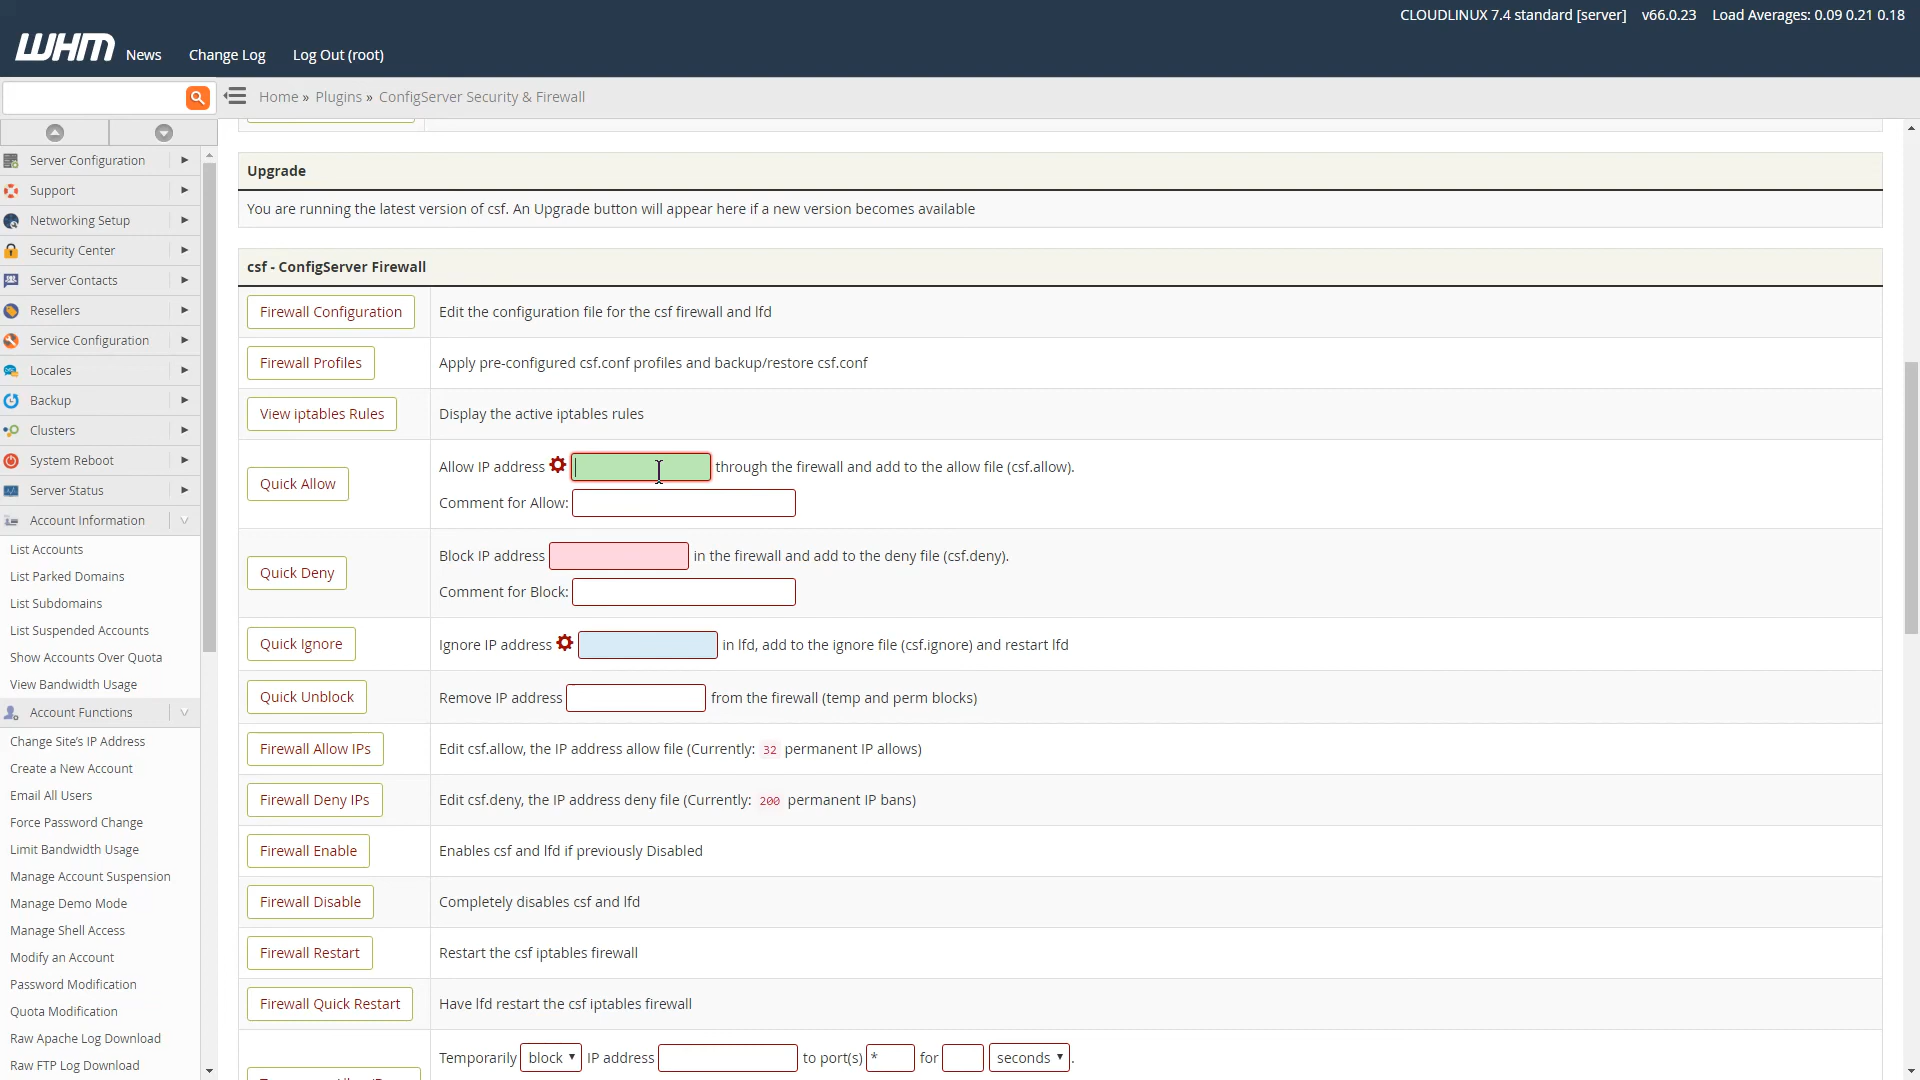 CLOUDLINUX 7.4 standard [server] v66.0.23 Load Averages: 0.09 0.21 0.18
WHM News Change Log Log Out (root)
Home » Plugins » ConfigServer Security & Firewall
Server Configuration
Support
Networking Setup
Security Center
Server Contacts
Resellers
Service Configuration
Locales
Backup
Clusters
System Reboot
Server Status
Account Information
List Accounts
List Parked Domains
List Subdomains
List Suspended Accounts
Show Accounts Over Quota
View Bandwidth Usage
Account Functions
Change Site's IP Address
Create a New Account
Email All Users
Force Password Change
Limit Bandwidth Usage
Manage Account Suspension
Manage Demo Mode
Manage Shell Access
Modify an Account
Password Modification
Quota Modification
Raw Apache Log Download
Raw FTP Log Download
Upgrade
You are running the latest version of csf. An Upgrade button will appear here if a new version becomes available
csf - ConfigServer Firewall
Firewall Configuration Edit the configuration file for the csf firewall and lfd
Firewall Profiles Apply pre-configured csf.conf profiles and backup/restore csf.conf
View iptables Rules Display the active iptables rules
Quick Allow
Allow IP address through the firewall and add to the allow file (csf.allow).
Comment for Allow:
Quick Deny
Block IP address in the firewall and add to the deny file (csf.deny).
Comment for Block:
Quick Ignore Ignore IP address in lfd, add to the ignore file (csf.ignore) and restart lfd
Quick Unblock Remove IP address from the firewall (temp and perm blocks)
Firewall Allow IPs Edit csf.allow, the IP address allow file (Currently: 32 permanent IP allows)
Firewall Deny IPs Edit csf.deny, the IP address deny file (Currently: 200 permanent IP bans)
Firewall Enable Enables csf and lfd if previously Disabled
Firewall Disable Completely disables csf and lfd
Firewall Restart Restart the csf iptables firewall
Firewall Quick Restart Have lfd restart the csf iptables firewall
Temporarily block IP address to port(s) * for seconds .